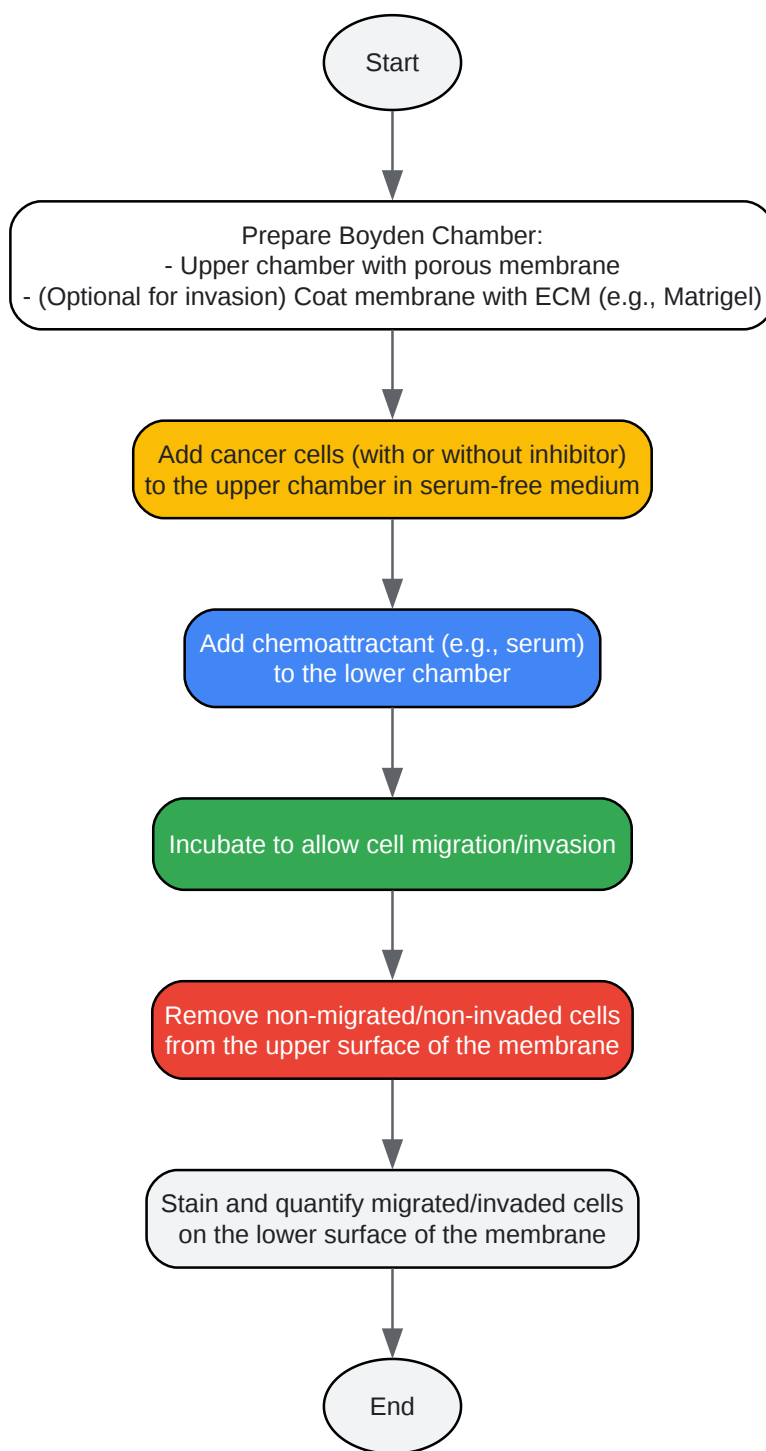 Start
Prepare Boyden Chamber:
- Upper chamber with porous membrane
- (Optional for invasion) Coat membrane with ECM (e.g., Matrigel)
Add cancer cells (with or without inhibitor)
to the upper chamber in serum-free medium
Add chemoattractant (e.g., serum)
to the lower chamber
Incubate to allow cell migration/invasion
Remove non-migrated/non-invaded cells
from the upper surface of the membrane
Stain and quantify migrated/invaded cells
on the lower surface of the membrane
End